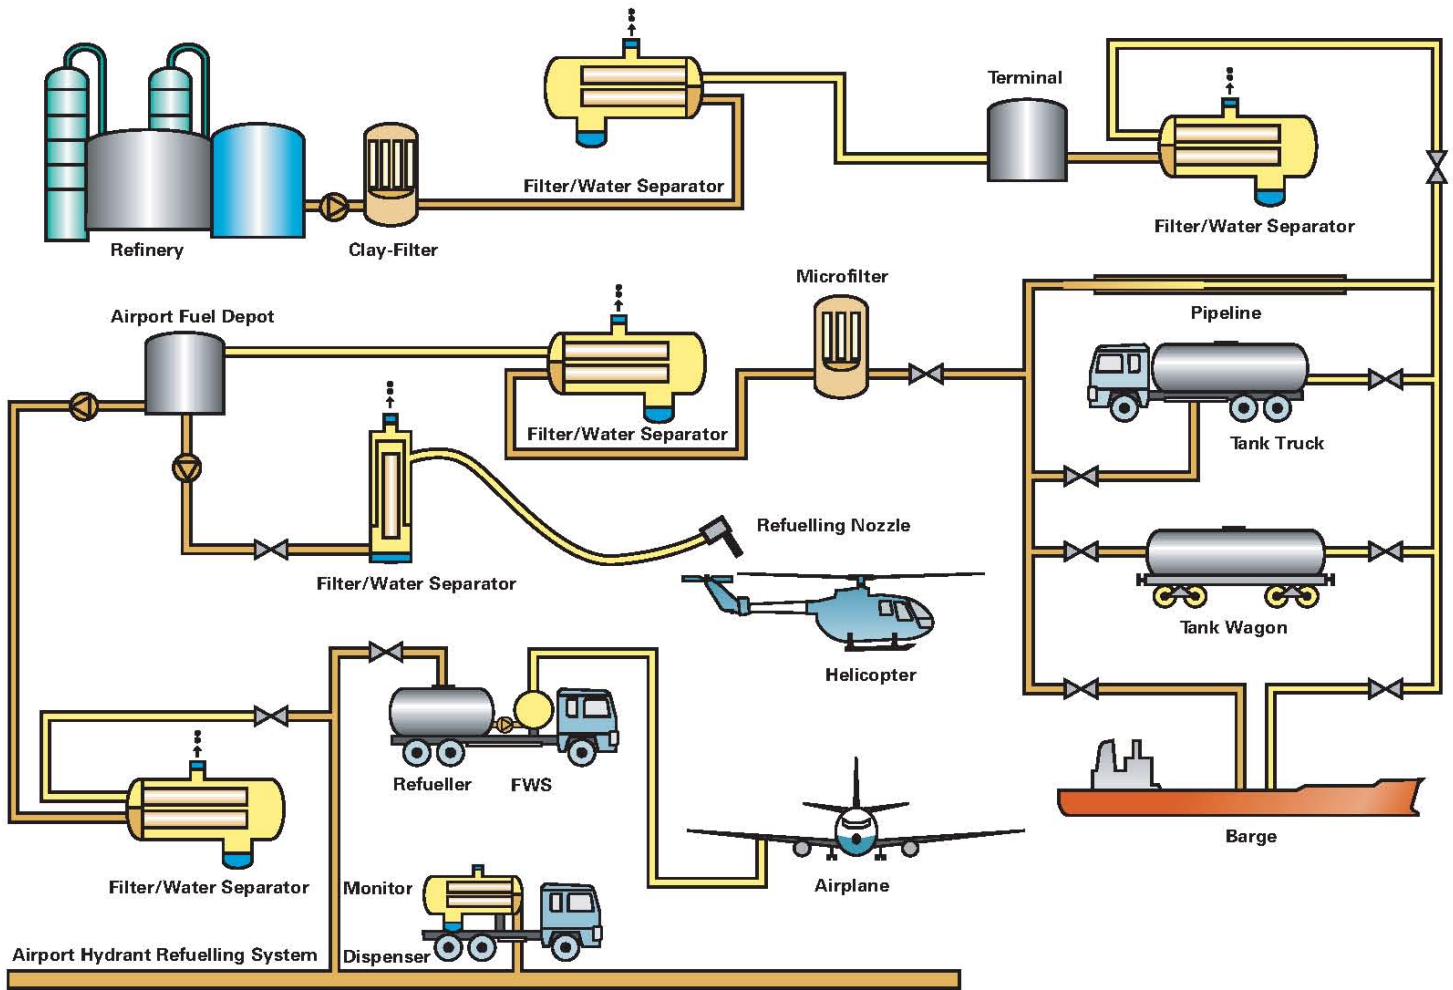 Terminal
Filter/Water Separator
Refinery
Clay-Filter
Filter/Water Separator
Microfilter
Airport Fuel Depot
Pipeline
Filter/Water Separator
Tank Truck
Refuelling Nozzle
Filter/Water Separator
Tank Wagon
Helicopter
Refueller
FWS
Barge
Filter/Water Separator
Monitor
Airplane
Airport Hydrant Refuelling System
Dispenser